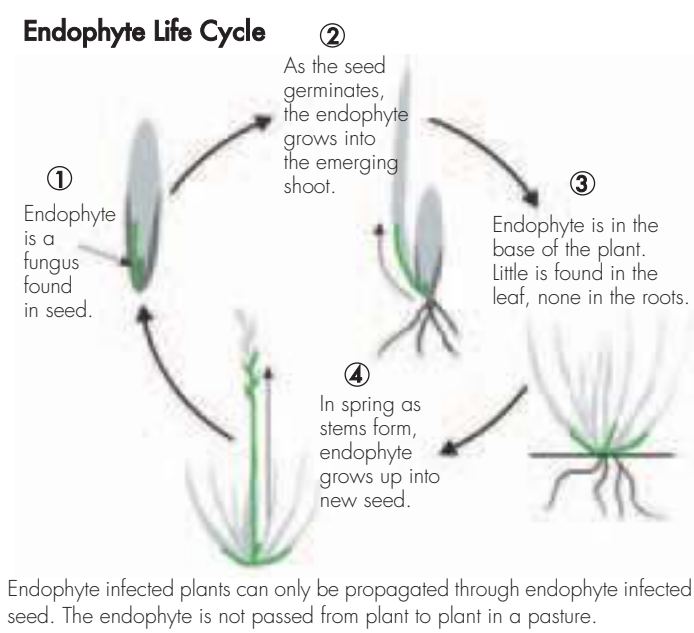 Endophyte Life Cycle
①
Endophyte
is a
fungus
found
in seed.
②
As the seed
germinates,
the endophyte
grows into
the emerging
shoot.
③
Endophyte is in the
base of the plant.
Little is found in the
leaf, none in the roots.
④
In spring as
stems form,
endophyte
grows up into
new seed.
Endophyte infected plants can only be propagated through endophyte infected
seed. The endophyte is not passed from plant to plant in a pasture.